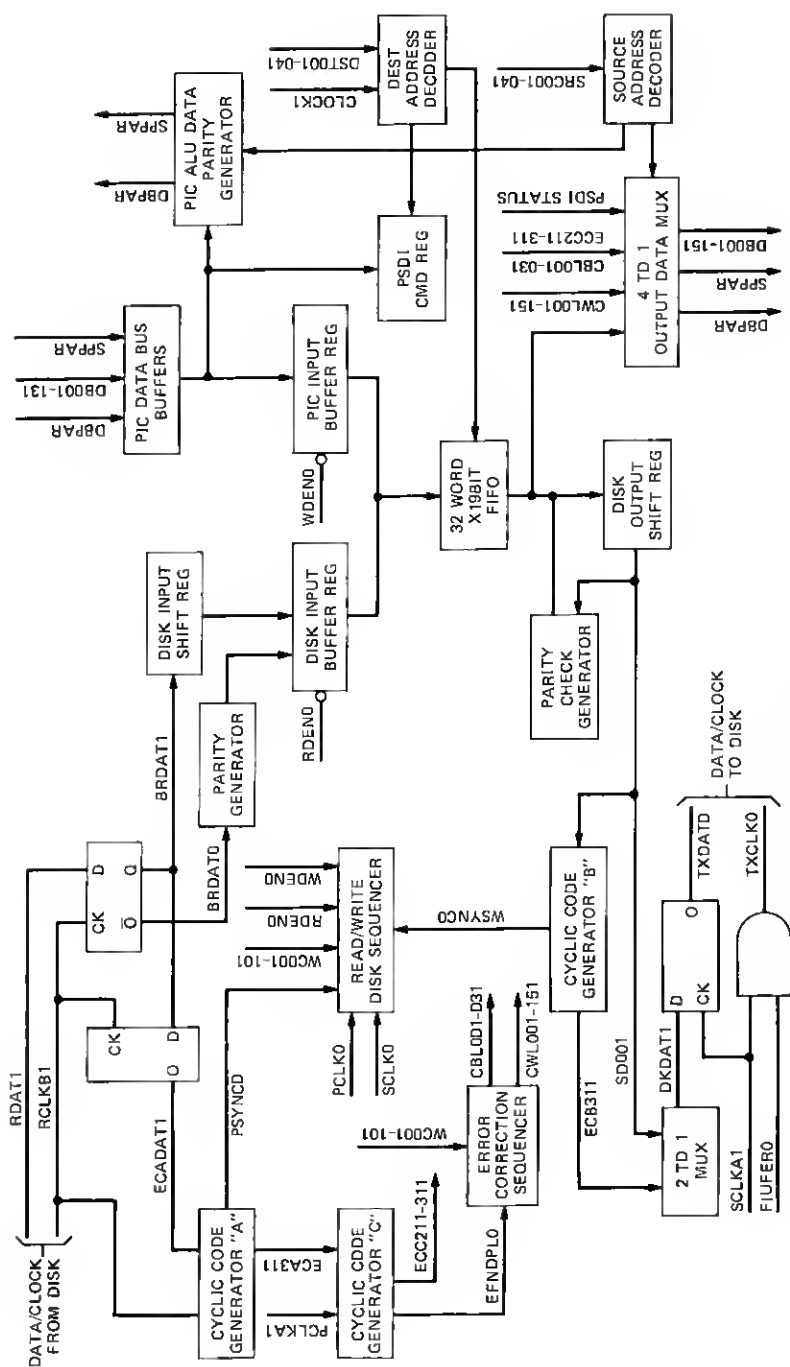 DATA/CLOCK
FROM DISK
RDAT1
RCLKB1
ECADAT1
CK
O D
CK D
Q̅ Q
BRDAT1
BRDAT0
DISK INPUT
SHIFT REG
PARITY
GENERATOR
DISK INPUT
BUFFER REG
RDEN0
DBPAR
DB001-131
SPPAR
PIC DATA BUS
BUFFERS
PIC INPUT
BUFFER REG
WDEN0
DBPAR
SPPAR
PIC ALU DATA
PARITY
GENERATOR
PSDI
CMD REG
CLOCK1
DST001-041
DEST
ADDRESS
DECODER
SRC001-041
SOURCE
ADDRESS
DECODER
CYCLIC CODE
GENERATOR "A"
PSYNCD
ECA311
PCLKA1
CYCLIC CODE
GENERATOR "C"
ECC211-311
EFNDPL0
WC001-101
ERROR
CORRECTION
SEQUENCER
CBL0D1-D31
CWL001-151
PCLK0
SCLK0
WC001-101
RDEN0
WDEN0
READ/WRITE
DISK SEQUENCER
WSYNC0
CYCLIC CODE
GENERATOR "B"
ECB311
SD001
32 WORD
X19BIT
FIFO
PARITY
CHECK
GENERATOR
DISK
OUTPUT
SHIFT REG
CWL001-151
CBL001-031
ECC211-311
PSDI STATUS
4 TD 1
OUTPUT DATA MUX
DBPAR
SPPAR
DB001-151
2 TD 1
MUX
DKDAT1
D O
CK
SCLKA1
FIUFER0
TXDATD
TXCLK0
DATA/CLOCK
TO DISK